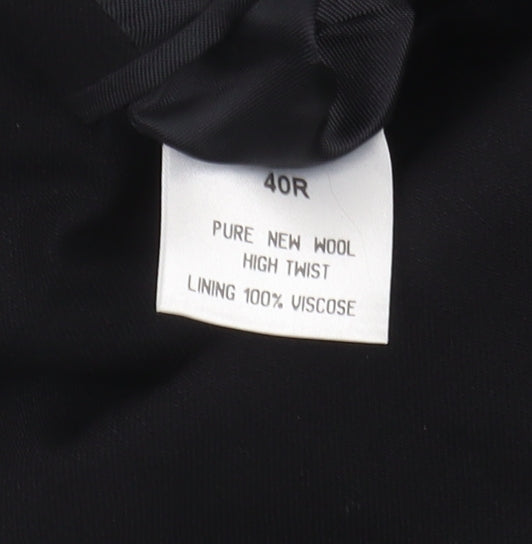 40R
PURE NEW WOOL
HIGH TWIST
LINING 100% VISCOSE